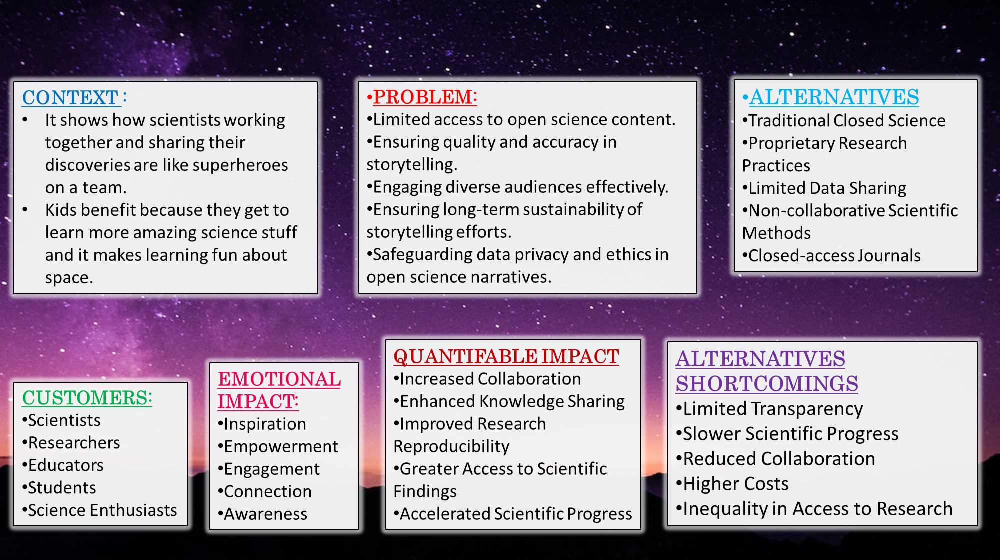 CONTEXT :
• It shows how scientists working
together and sharing their
discoveries are like superheroes
on a team.
• Kids benefit because they get to
learn more amazing science stuff
and it makes learning fun about
space.
•PROBLEM:
•Limited access to open science content.
•Ensuring quality and accuracy in
storytelling.
•Engaging diverse audiences effectively.
•Ensuring long-term sustainability of
storytelling efforts.
•Safeguarding data privacy and ethics in
open science narratives.
•ALTERNATIVES
•Traditional Closed Science
•Proprietary Research
Practices
•Limited Data Sharing
•Non-collaborative Scientific
Methods
•Closed-access Journals
CUSTOMERS:
•Scientists
•Researchers
•Educators
•Students
•Science Enthusiasts
EMOTIONAL
IMPACT:
•Inspiration
•Empowerment
•Engagement
•Connection
•Awareness
QUANTIFABLE IMPACT
•Increased Collaboration
•Enhanced Knowledge Sharing
•Improved Research
Reproducibility
•Greater Access to Scientific
Findings
•Accelerated Scientific Progress
ALTERNATIVES
SHORTCOMINGS
•Limited Transparency
•Slower Scientific Progress
•Reduced Collaboration
•Higher Costs
•Inequality in Access to Research